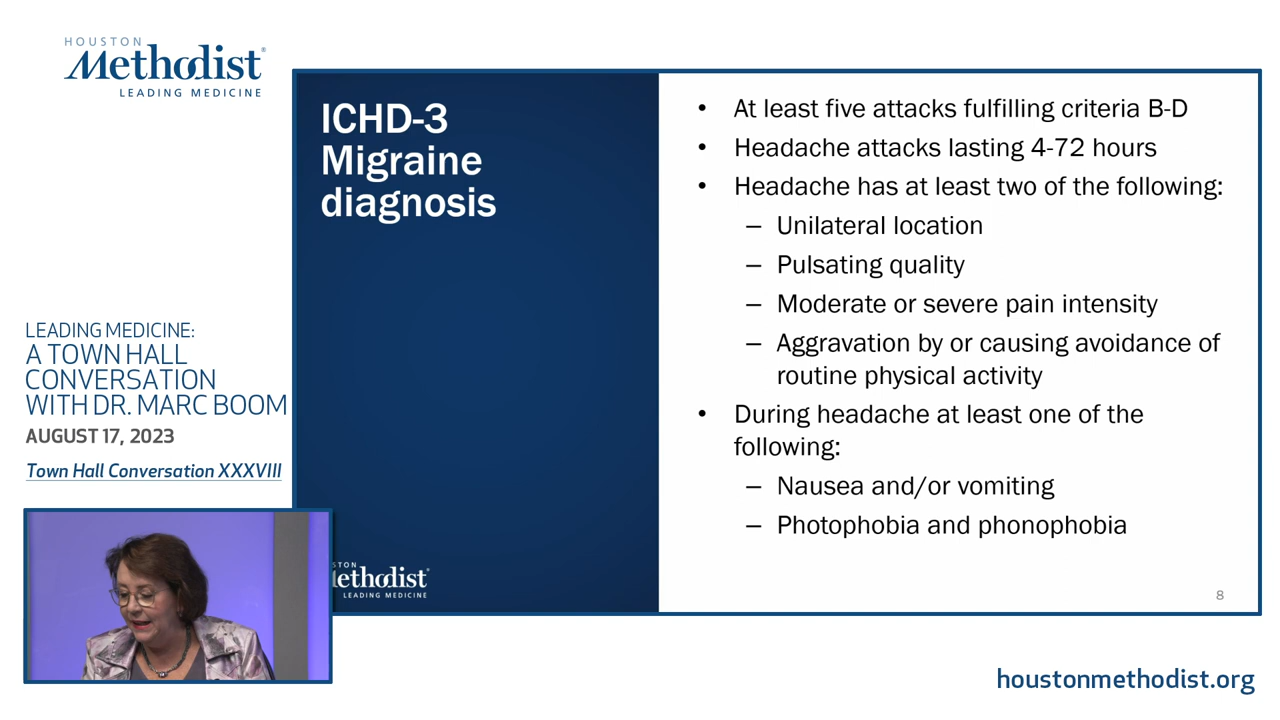 HOUSTON
Methodist®
LEADING MEDICINE
LEADING MEDICINE:
A TOWN HALL
CONVERSATION
WITH DR. MARC BOOM
AUGUST 17, 2023
Town Hall Conversation XXXVIII
ICHD-3
Migraine
diagnosis
STON
ethodist
LEADING MEDICINE
• At least five attacks fulfilling criteria B-D
• Headache attacks lasting 4-72 hours
• Headache has at least two of the following:
– Unilateral location
– Pulsating quality
– Moderate or severe pain intensity
– Aggravation by or causing avoidance of
routine physical activity
• During headache at least one of the
following:
– Nausea and/or vomiting
– Photophobia and phonophobia
8
houstonmethodist.org